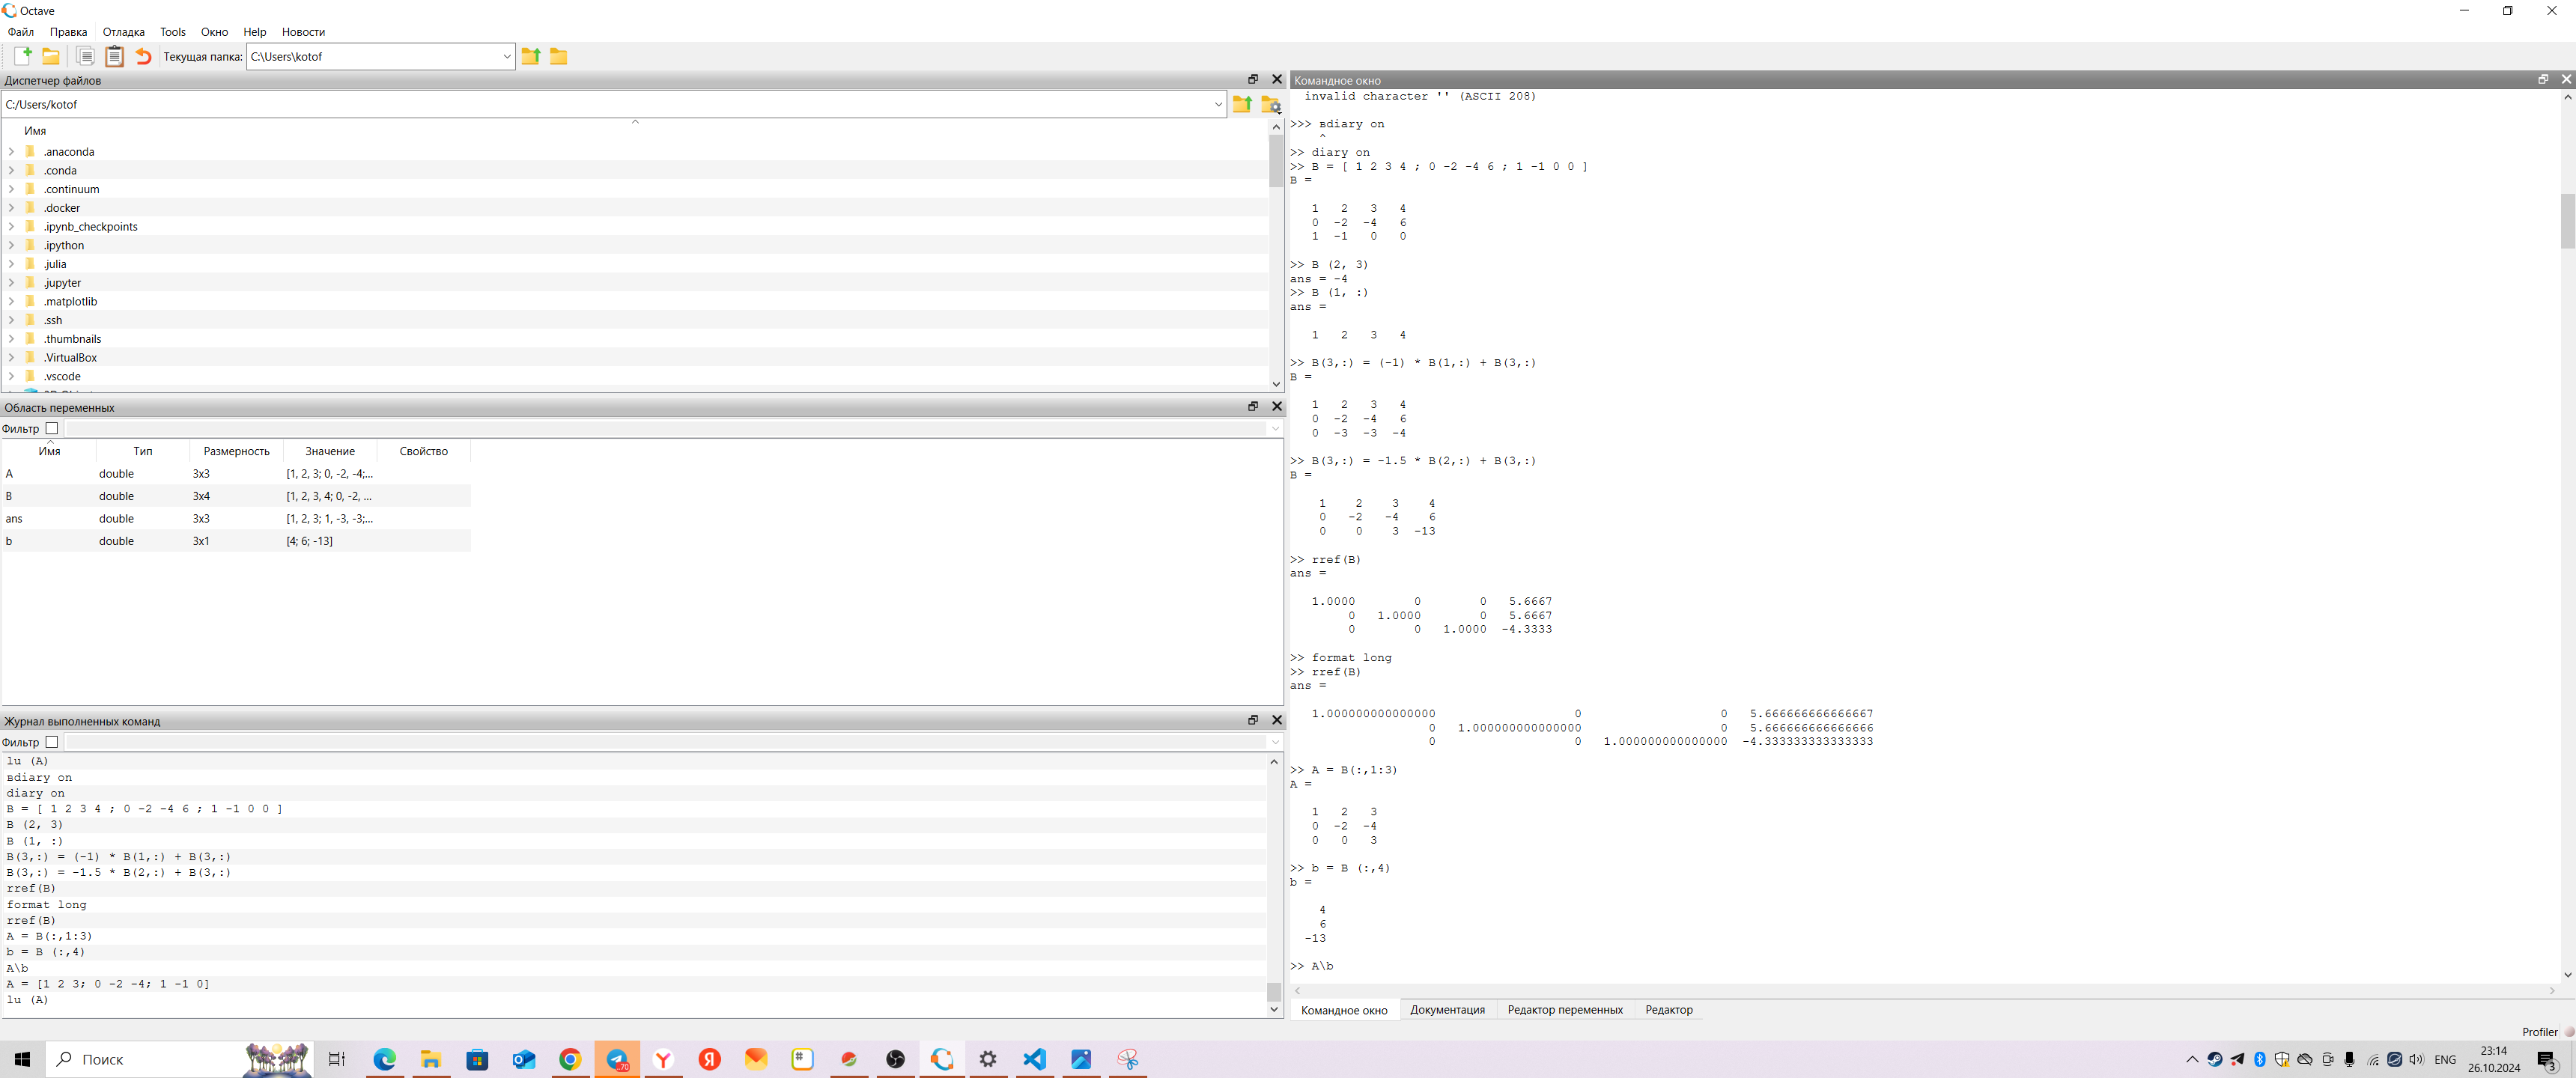 Octave
Файл Правка Отладка Tools Окно Help Новости
Текущая папка: C:\Users\kotof
Диспетчер файлов
C:/Users/kotof
Имя
.anaconda
.conda
.continuum
.docker
.ipynb_checkpoints
.ipython
.julia
.jupyter
.matplotlib
.ssh
.thumbnails
.VirtualBox
.vscode
Область переменных
Фильтр
Имя Тип Размерность Значение Свойство
A double 3x3 [1, 2, 3; 0, -2, -4;...
B double 3x4 [1, 2, 3, 4; 0, -2, ...
ans double 3x3 [1, 2, 3; 1, -3, -3;...
b double 3x1 [4; 6; -13]
Журнал выполненных команд
Фильтр
lu (A)
вdiary on
diary on
B = [ 1 2 3 4 ; 0 -2 -4 6 ; 1 -1 0 0 ]
B (2, 3)
B (1, :)
B(3,:) = (-1) * B(1,:) + B(3,:)
B(3,:) = -1.5 * B(2,:) + B(3,:)
rref(B)
format long
rref(B)
A = B(:,1:3)
b = B (:,4)
A\b
A = [1 2 3; 0 -2 -4; 1 -1 0]
lu (A)
Командное окно
invalid character '' (ASCII 208)
>>> вdiary on
^
>> diary on
>> B = [ 1 2 3 4 ; 0 -2 -4 6 ; 1 -1 0 0 ]
B =
1 2 3 4
0 -2 -4 6
1 -1 0 0
>> B (2, 3)
ans = -4
>> B (1, :)
ans =
1 2 3 4
>> B(3,:) = (-1) * B(1,:) + B(3,:)
B =
1 2 3 4
0 -2 -4 6
0 -3 -3 -4
>> B(3,:) = -1.5 * B(2,:) + B(3,:)
B =
1 2 3 4
0 -2 -4 6
0 0 3 -13
>> rref(B)
ans =
1.0000 0 0 5.6667
0 1.0000 0 5.6667
0 0 1.0000 -4.3333
>> format long
>> rref(B)
ans =
1.000000000000000 0 0 5.666666666666667
0 1.000000000000000 0 5.666666666666666
0 0 1.000000000000000 -4.333333333333333
>> A = B(:,1:3)
A =
1 2 3
0 -2 -4
0 0 3
>> b = B (:,4)
b =
4
6
-13
>> A\b
Командное окно Документация Редактор переменных Редактор
Profiler
Поиск
70
ENG
23:14
26.10.2024
3